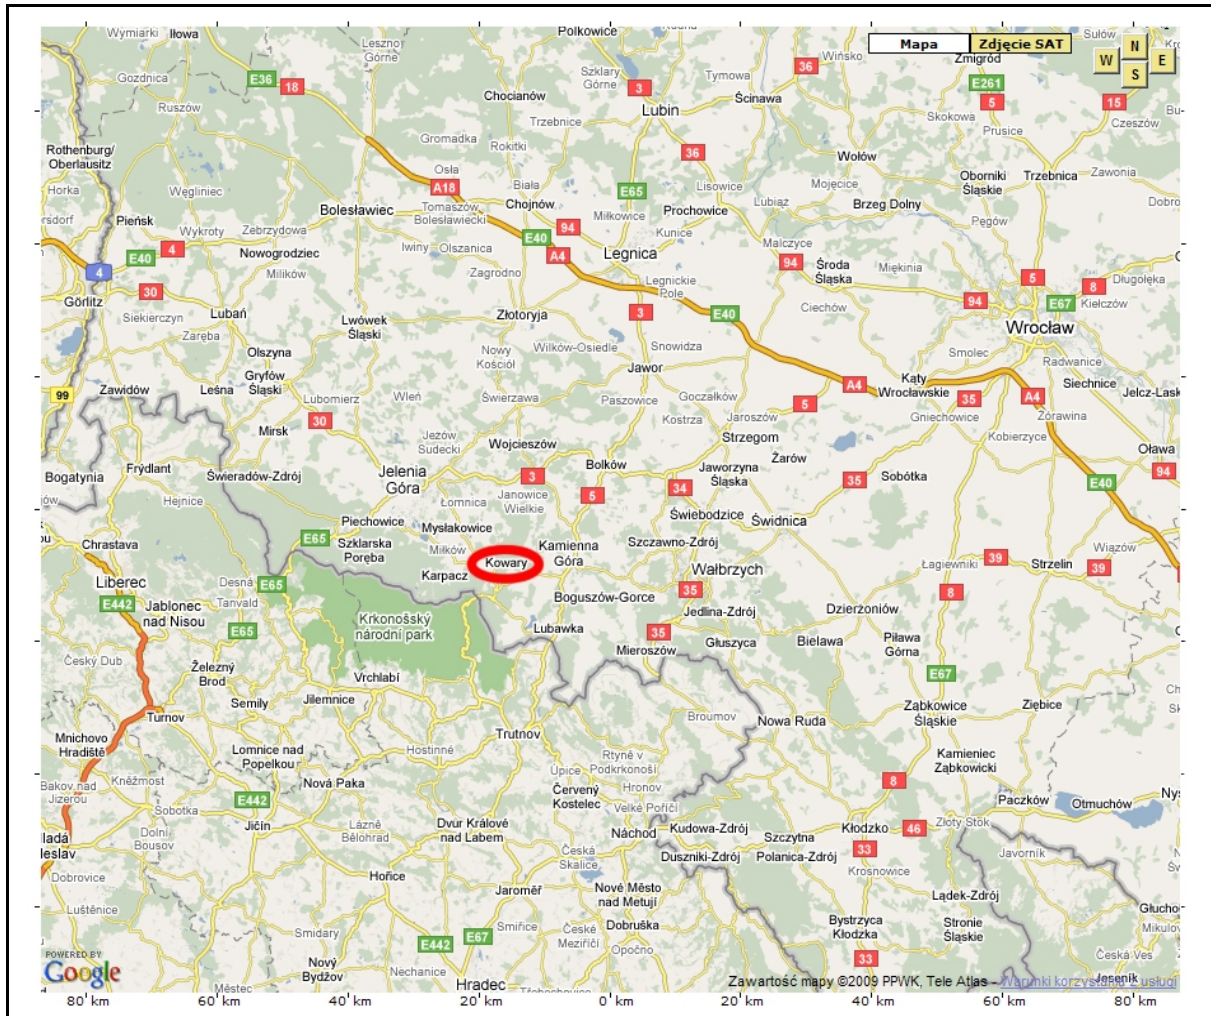 Wymiarki
Iłowa
Polkowice
Leznor
Górne
Mapa
Zdjęcie SAT
N
W
E
S
Sułów
Wińsko
Żmigród
E36
18
Gozdnica
Szklary
Górne
3
36
Tymowa
E261
5
15
Ruszów
Chocianów
Lubin
Ścinawa
Skokowa
Czeszów
Trzebnice
Prusice
Gromadka
Rokitki
36
Rothenburg/
Oberlausitz
Wołów
Osła
Oborniki
Śląskie
Trzebnica
Zawonia
Horka
Węgliniec
A18
Biała
E65
Lisowice
Mojęcice
Tomaszów
Bolesławiecki
Chojnów
Lubiąż
Brzeg Dolny
Dobro
Pieńsk
Bolesławiec
Miłkowice
Prochowice
Pęgów
Wykroty
Zebrzydowa
94
Kunice
E40
4
Nowogrodziec
Iwiny
Olszanica
E40
A4
Legnica
Malczyce
94
Środa
Śląska
Miękinia
4
Milików
Zagrodno
Legnickie
Pole
5
Długołęka
8
Görlitz
30
Siekierczyn
Lubań
Lwówek
Śląski
Złotoryja
3
E40
Ciechów
94
E67
Kiełczów
Zaręba
Wrocław
Olszyna
Nowy
Kościół
Wilków-Osiedle
Snowidza
Smolec
Radwanice
Gryfów
Śląski
Jawor
Kąty
Wrocławskie
Siechnice
99
Zawidów
Leśna
Lubomierz
Wleń
Świerzawa
Paszowice
Goczałków
A4
35
A4
Jelcz-Lask
Kostrza
Jaroszów
5
Gniechowice
Żórawina
30
Mirsk
Jeżów
Sudecki
Wojcieszów
Strzegom
Kobierzyce
Oława
Frýdlant
Bogatynia
Świeradów-Zdrój
Jelenia
Góra
3
Bolków
Jaworzyna
Śląska
Żarów
35
Sobótka
94
E40
Hejnice
Łomnica
Janowice
Wielkie
5
34
Świebodzice
Świdnica
E65
Piechowice
Mysłakowice
Szklarska
Poręba
Miłków
Kowary
Kamienna
Góra
Szczawno-Zdrój
Wiązów
Chrastava
Karpacz
Wałbrzych
Łagiewniki
39
Strzelin
39
Liberec
Desná
E65
35
8
E442
Jablonec
nad Nisou
Tanvald
Boguszów-Gorce
Jedlina-Zdrój
Dzierżoniów
E65
Krkonošský
národní park
Lubawka
35
Głuszyca
Bielawa
Piława
Górna
Český Dub
Mieroszów
Železný
Brod
Vrchlabí
E67
Semily
Jilemnice
Ząbkowice
Śląskie
Ziębice
Turnov
Broumov
Nowa Ruda
Mnichovo
Hradiště
Trutnov
Lomnice nad
Popelkou
Hostinné
Rtyně v
Podkrkonoší
Kamieniec
Ząbkowicki
Kněžmost
Nová Paka
Úpice
Hronov
8
Bakov nad
Jizerou
E442
Červený
Kostelec
Paczków
Otmuchów
Sobotka
Velké Poříčí
Jičín
Lázně
Bělohrad
Dvůr Králové
nad Labem
Náchod
Kudowa-Zdrój
Szczytna
Kłodzko
46
Złoty Stok
Dolní
Bousov
Česká
Skalice
33
Duszniki-Zdrój
Polanica-Zdrój
Javorník
Dobrovice
Hořice
Krosnowice
Jaroměř
Nové Město
nad Metují
Lądek-Zdrój
Luštěnice
Smidary
E442
E67
Smiřice
České
Meziříčí
Dobruška
Bystrzyca
Kłodzka
Stronie
Śląskie
Opočno
POWERED BY
Google
Nový
Bydžov
Nechanice
33
Česká Ves
Městec
Hradec
Třebechovice
Zawartość mapy ©2009 PPWK, Tele Atlas - Warunki korzystania z usługi
Jeseník
80 km
60 km
40 km
20 km
0 km
20 km
40 km
60 km
80 km